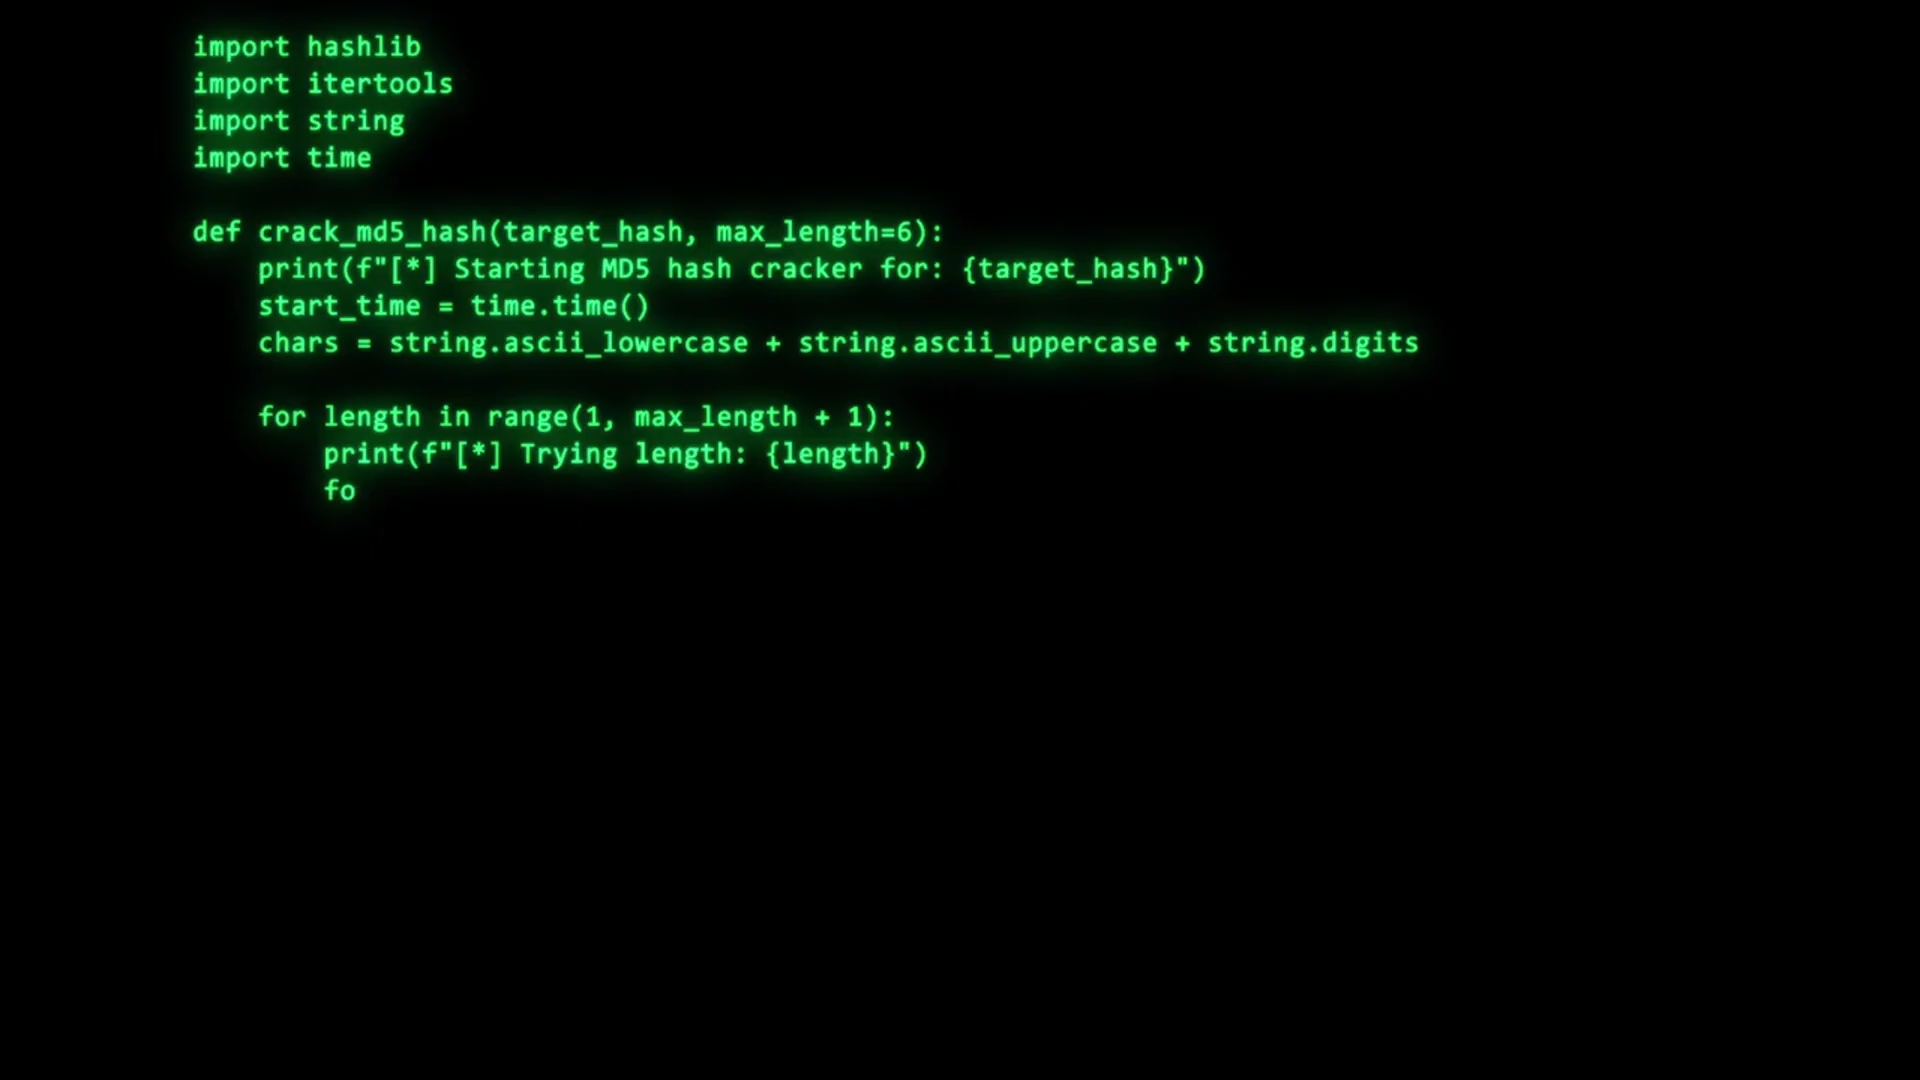 import hashlib
import itertools
import string
import time
def crack_md5_hash(target_hash, max_length=6):
    print(f"[*] Starting MD5 hash cracker for: {target_hash}")
    start_time = time.time()
    chars = string.ascii_lowercase + string.ascii_uppercase + string.digits
    for length in range(1, max_length + 1):
        print(f"[*] Trying length: {length}")
        fo